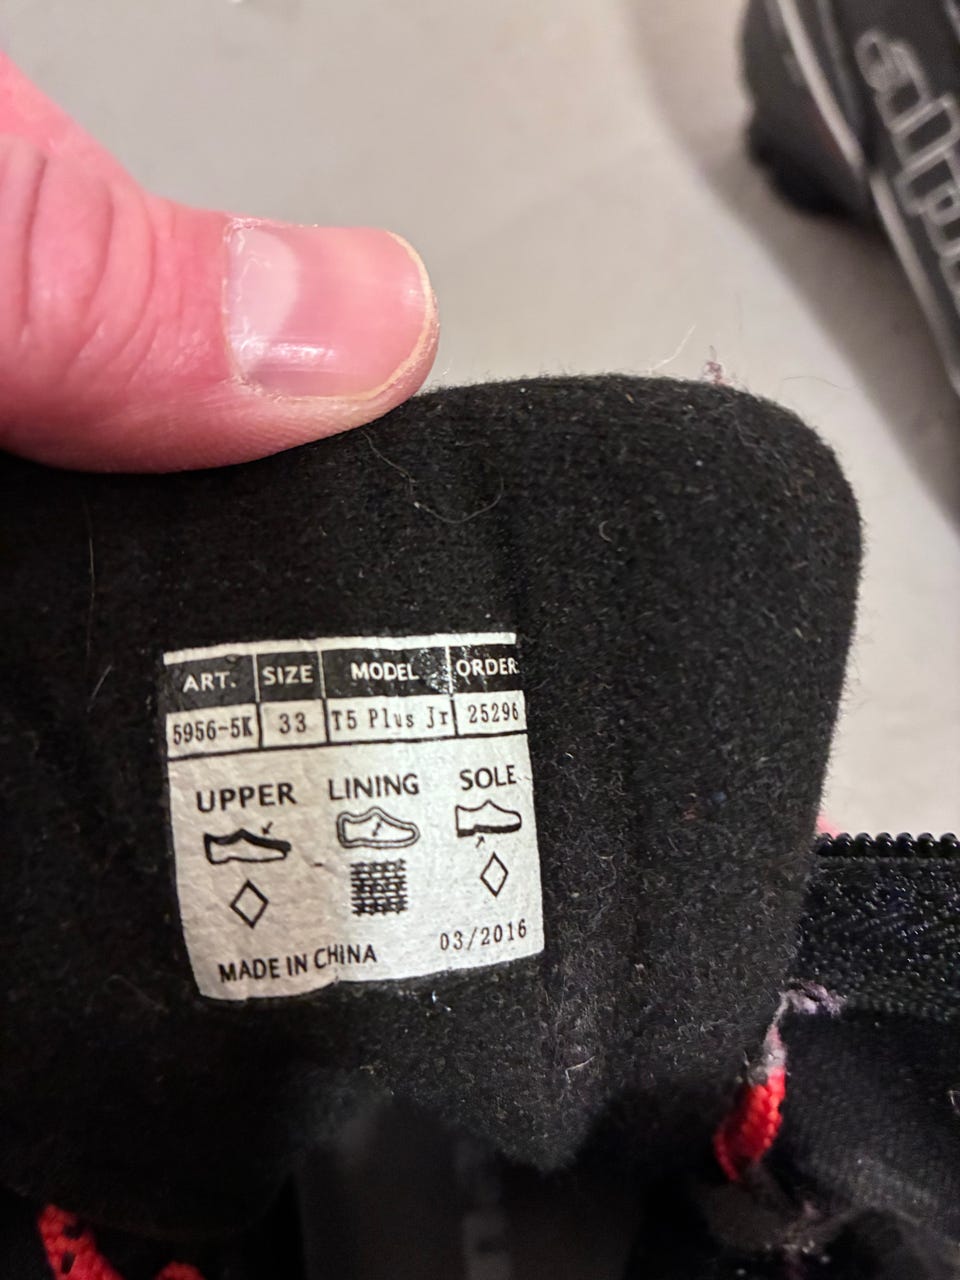 ART. SIZE MODEL ORDER
5956-5K 33 T5 Plus Jr 25296
UPPER LINING SOLE
MADE IN CHINA 03/2016